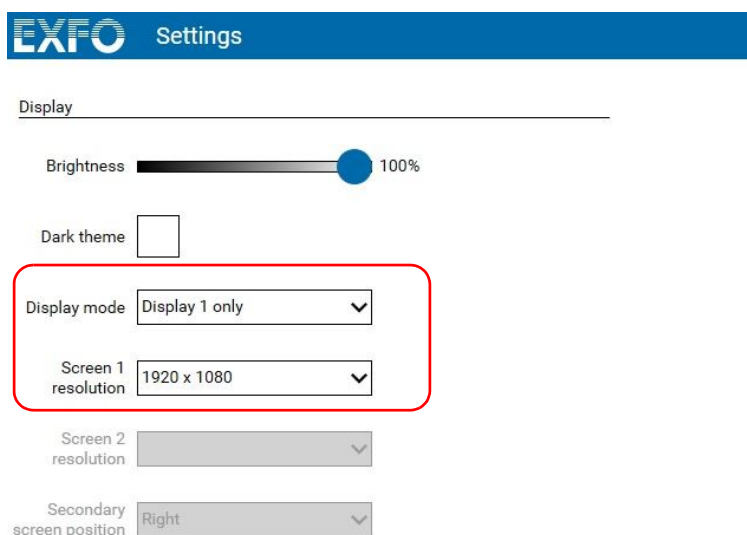 EXFO Settings
Display
Brightness 100%
Dark theme
Display mode Display 1 only
Screen 1
resolution 1920 x 1080
Screen 2
resolution
Secondary
screen position Right